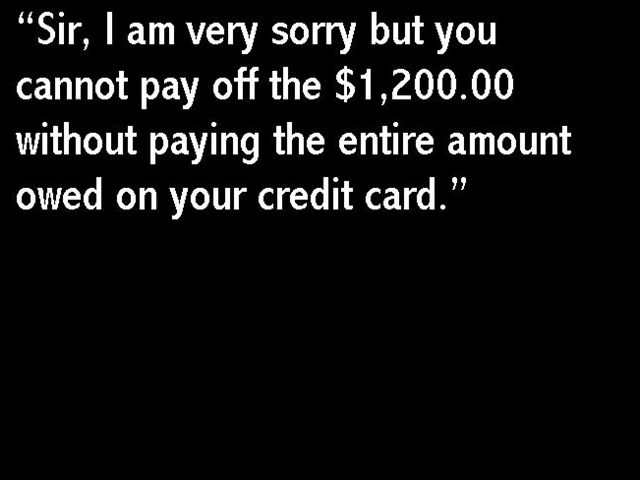 “Sir, I am very sorry but you
cannot pay off the $1,200.00
without paying the entire amount
owed on your credit card.”